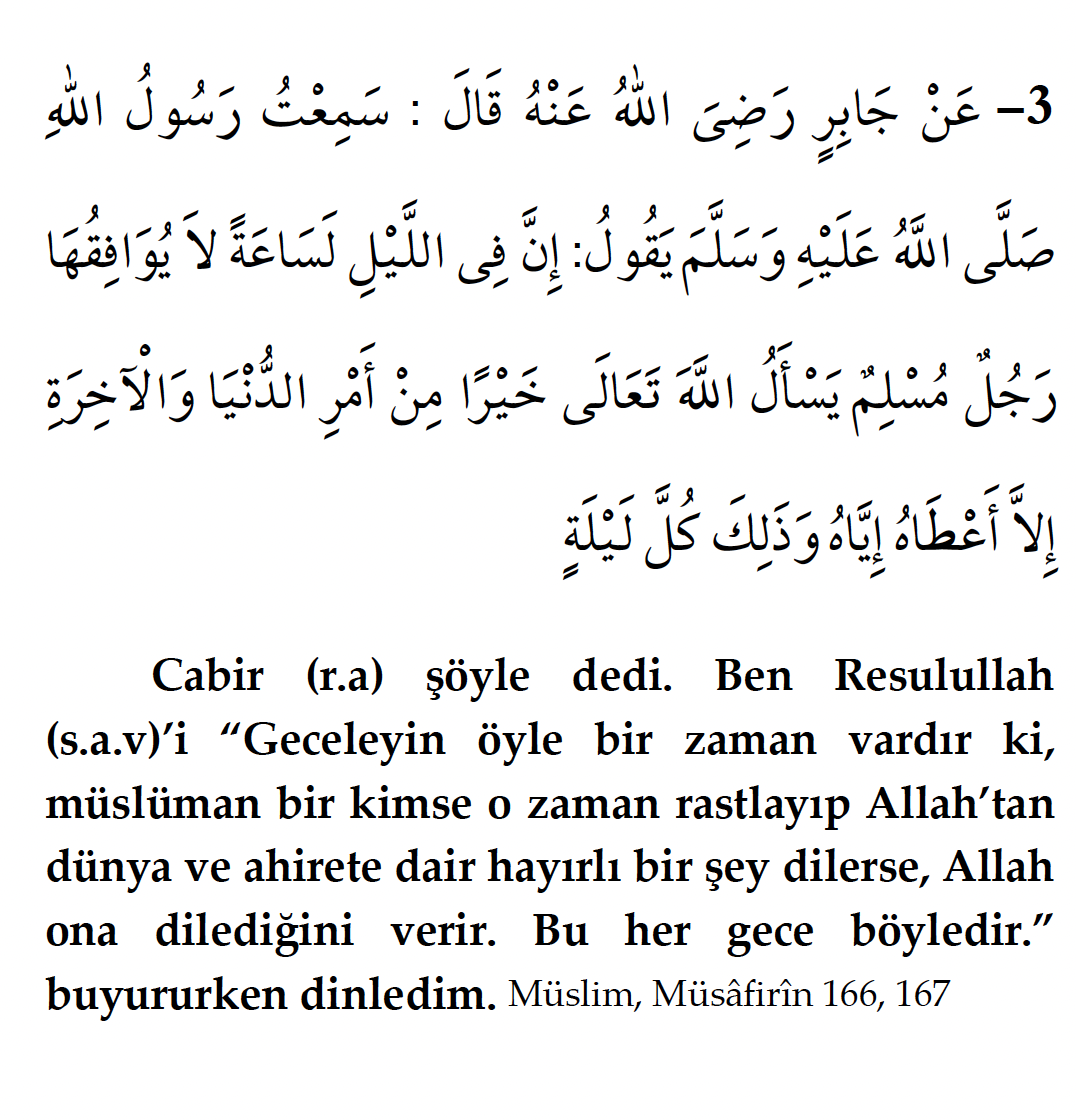 3– عَنْ جَابِرٍ رَضِىَ اللهُ عَنْهُ قَالَ : سَمِعْتُ رَسُولُ اللهِ
صَلَّى اللَّهُ عَلَيْهِ وَسَلَّمَ يَقُولُ: إِنَّ فِى اللَّيْلِ لَسَاعَةً لاَ يُوَافِقُهَا
رَجُلٌ مُسْلِمٌ يَسْأَلُ اللَّهَ تَعَالَى خَيْرًا مِنْ أَمْرِ الدُّنْيَا وَالْآخِرَةِ
إِلاَّ أَعْطَاهُ إِيَّاهُ وَذَلِكَ كُلَّ لَيْلَةٍ
Cabir (r.a) şöyle dedi. Ben Resulullah
(s.a.v)’i “Geceleyin öyle bir zaman vardır ki,
müslüman bir kimse o zaman rastlayıp Allah’tan
dünya ve ahirete dair hayırlı bir şey dilerse, Allah
ona dilediğini verir. Bu her gece böyledir.”
buyururken dinledim. Müslim, Müsâfirîn 166, 167